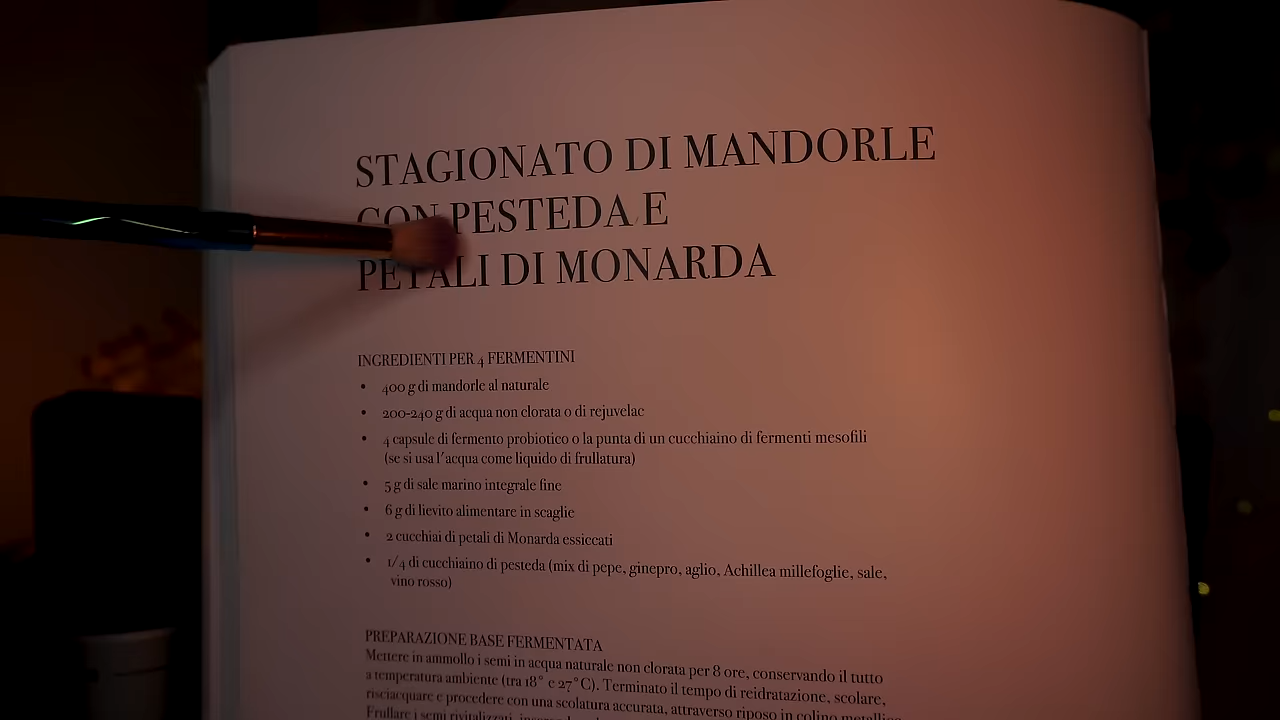 STAGIONATO DI MANDORLE
CON PESTEDA E
PETALI DI MONARDA
INGREDIENTI PER 4 FERMENTINI
• 400 g di mandorle al naturale
• 200-240 g di acqua non clorata o di rejuvelac
• 4 capsule di fermento probiotico o la punta di un cucchiaino di fermenti mesofili
(se si usa l'acqua come liquido di frullatura)
• 5 g di sale marino integrale fine
• 6 g di lievito alimentare in scaglie
• 2 cucchiai di petali di Monarda essiccati
• 1/4 di cucchiaino di pesteda (mix di pepe, ginepro, aglio, Achillea millefoglie, sale,
vino rosso)
PREPARAZIONE BASE FERMENTATA
Mettere in ammollo i semi in acqua naturale non clorata per 8 ore, conservando il tutto
a temperatura ambiente (tra 18° e 27°C). Terminato il tempo di reidratazione, scolare,
risciacquare e procedere con una scolatura accurata, attraverso riposo in colino metallico
Frullare i semi rivitalizzati,